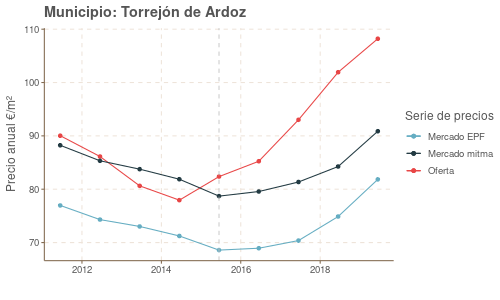 Municipio: Torrejón de Ardoz
Precio anual €/m²
110
100
90
80
70
2012
2014
2016
2018
Serie de precios
Mercado EPF
Mercado mitma
Oferta